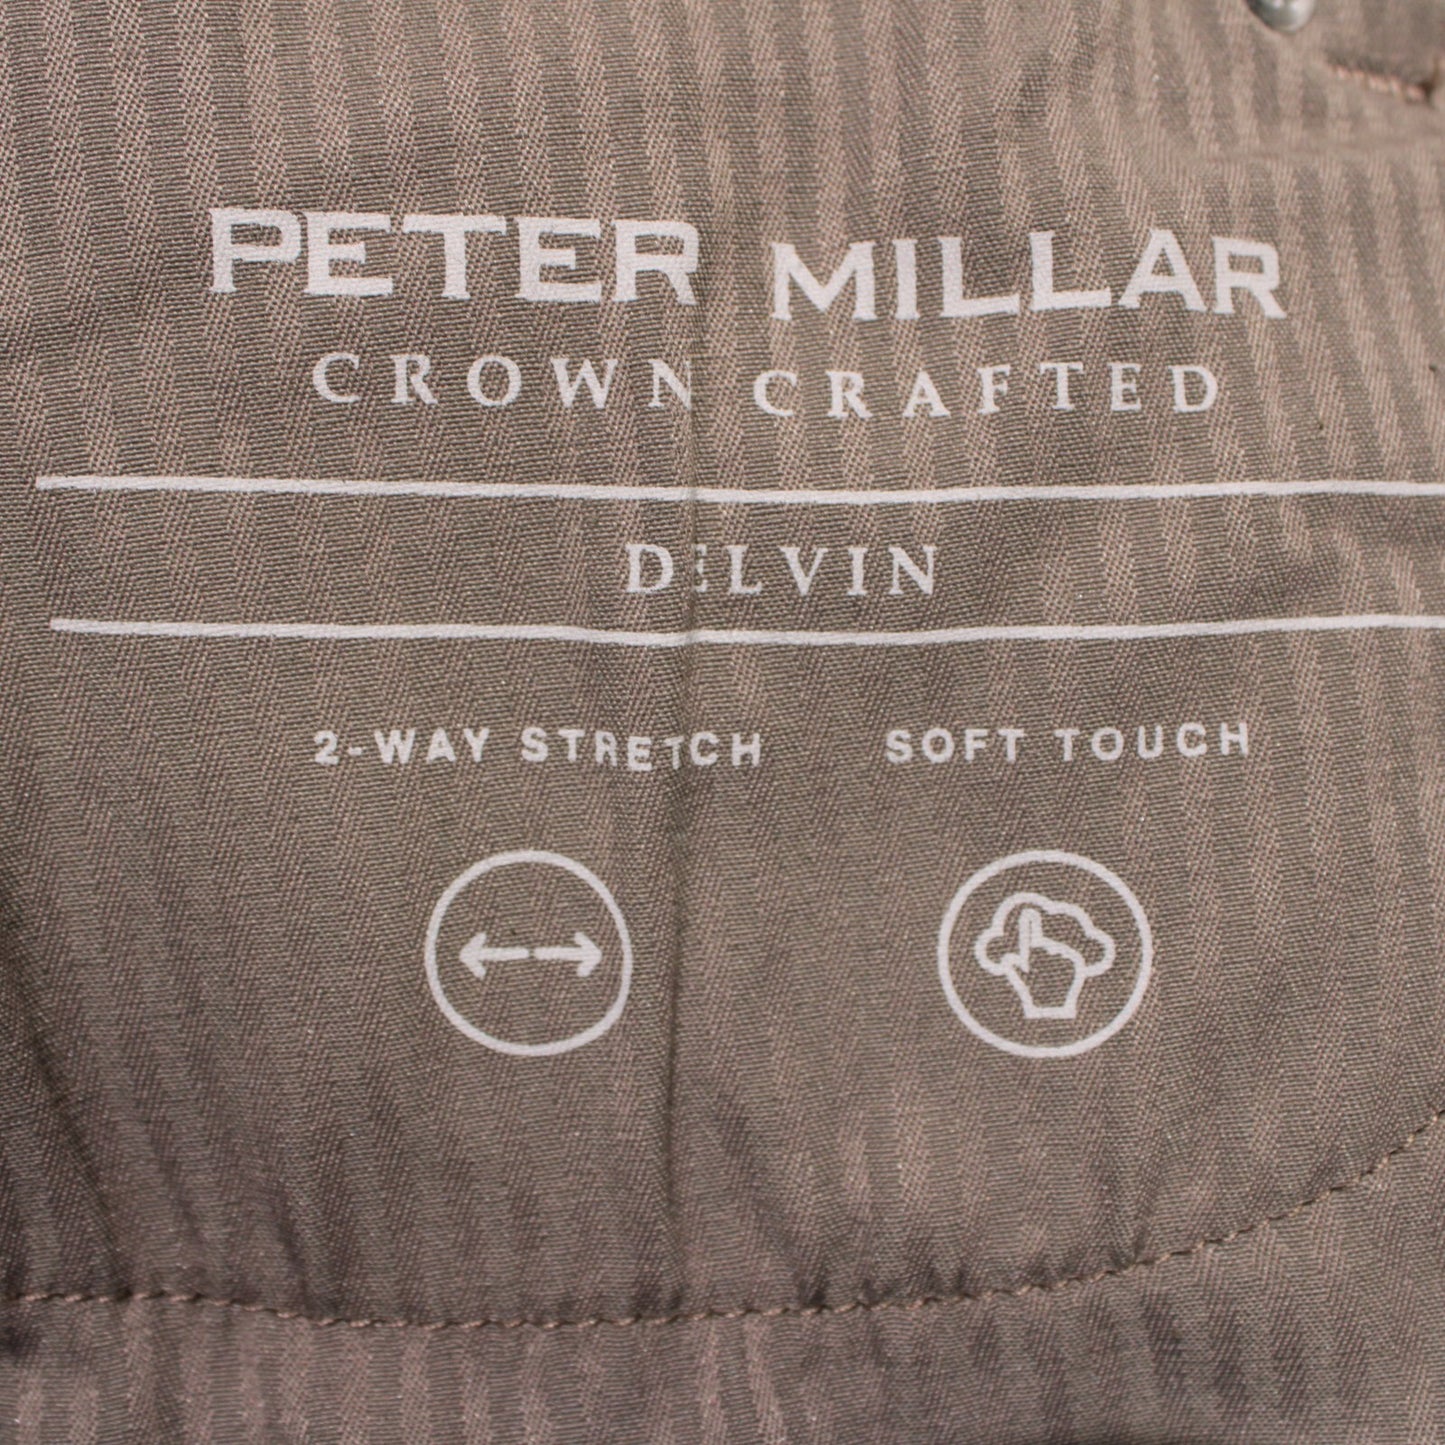 PETER MILLAR
CROWN CRAFTED
DELVIN
2-WAY STRETCH SOFT TOUCH